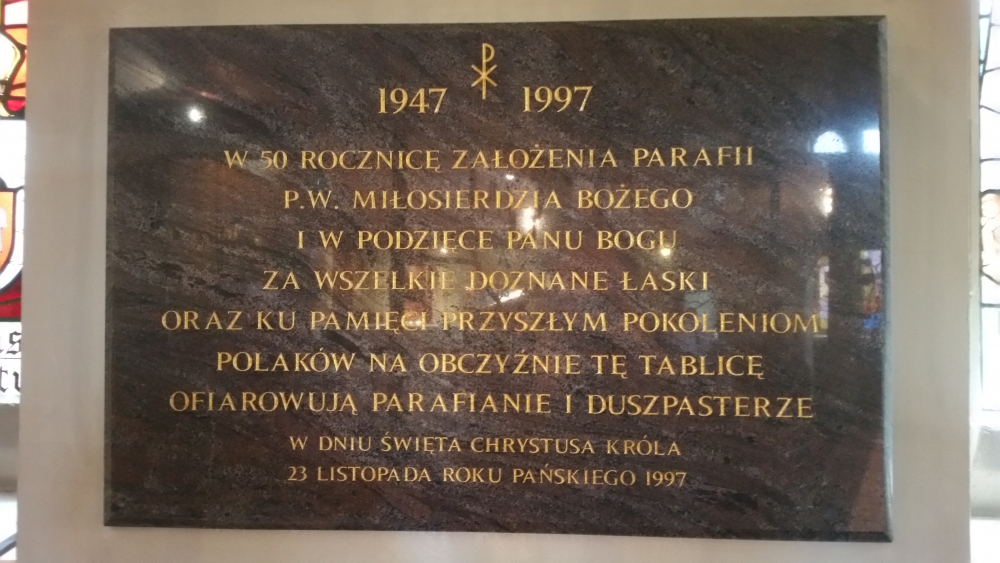 1947 ☧ 1997
W 50 ROCZNICĘ ZAŁOŻENIA PARAFII
P.W. MIŁOSIERDZIA BOŻEGO
I W PODZIĘCE PANU BOGU
ZA WSZELKIE DOZNANE ŁASKI
ORAZ KU PAMIĘCI PRZYSZŁYM POKOLENIOM
POLAKÓW NA OBCZYŹNIE TĘ TABLICĘ
OFIAROWUJĄ PARAFIANIE I DUSZPASTERZE
W DNIU ŚWIĘTA CHRYSTUSA KRÓLA
23 LISTOPADA ROKU PAŃSKIEGO 1997